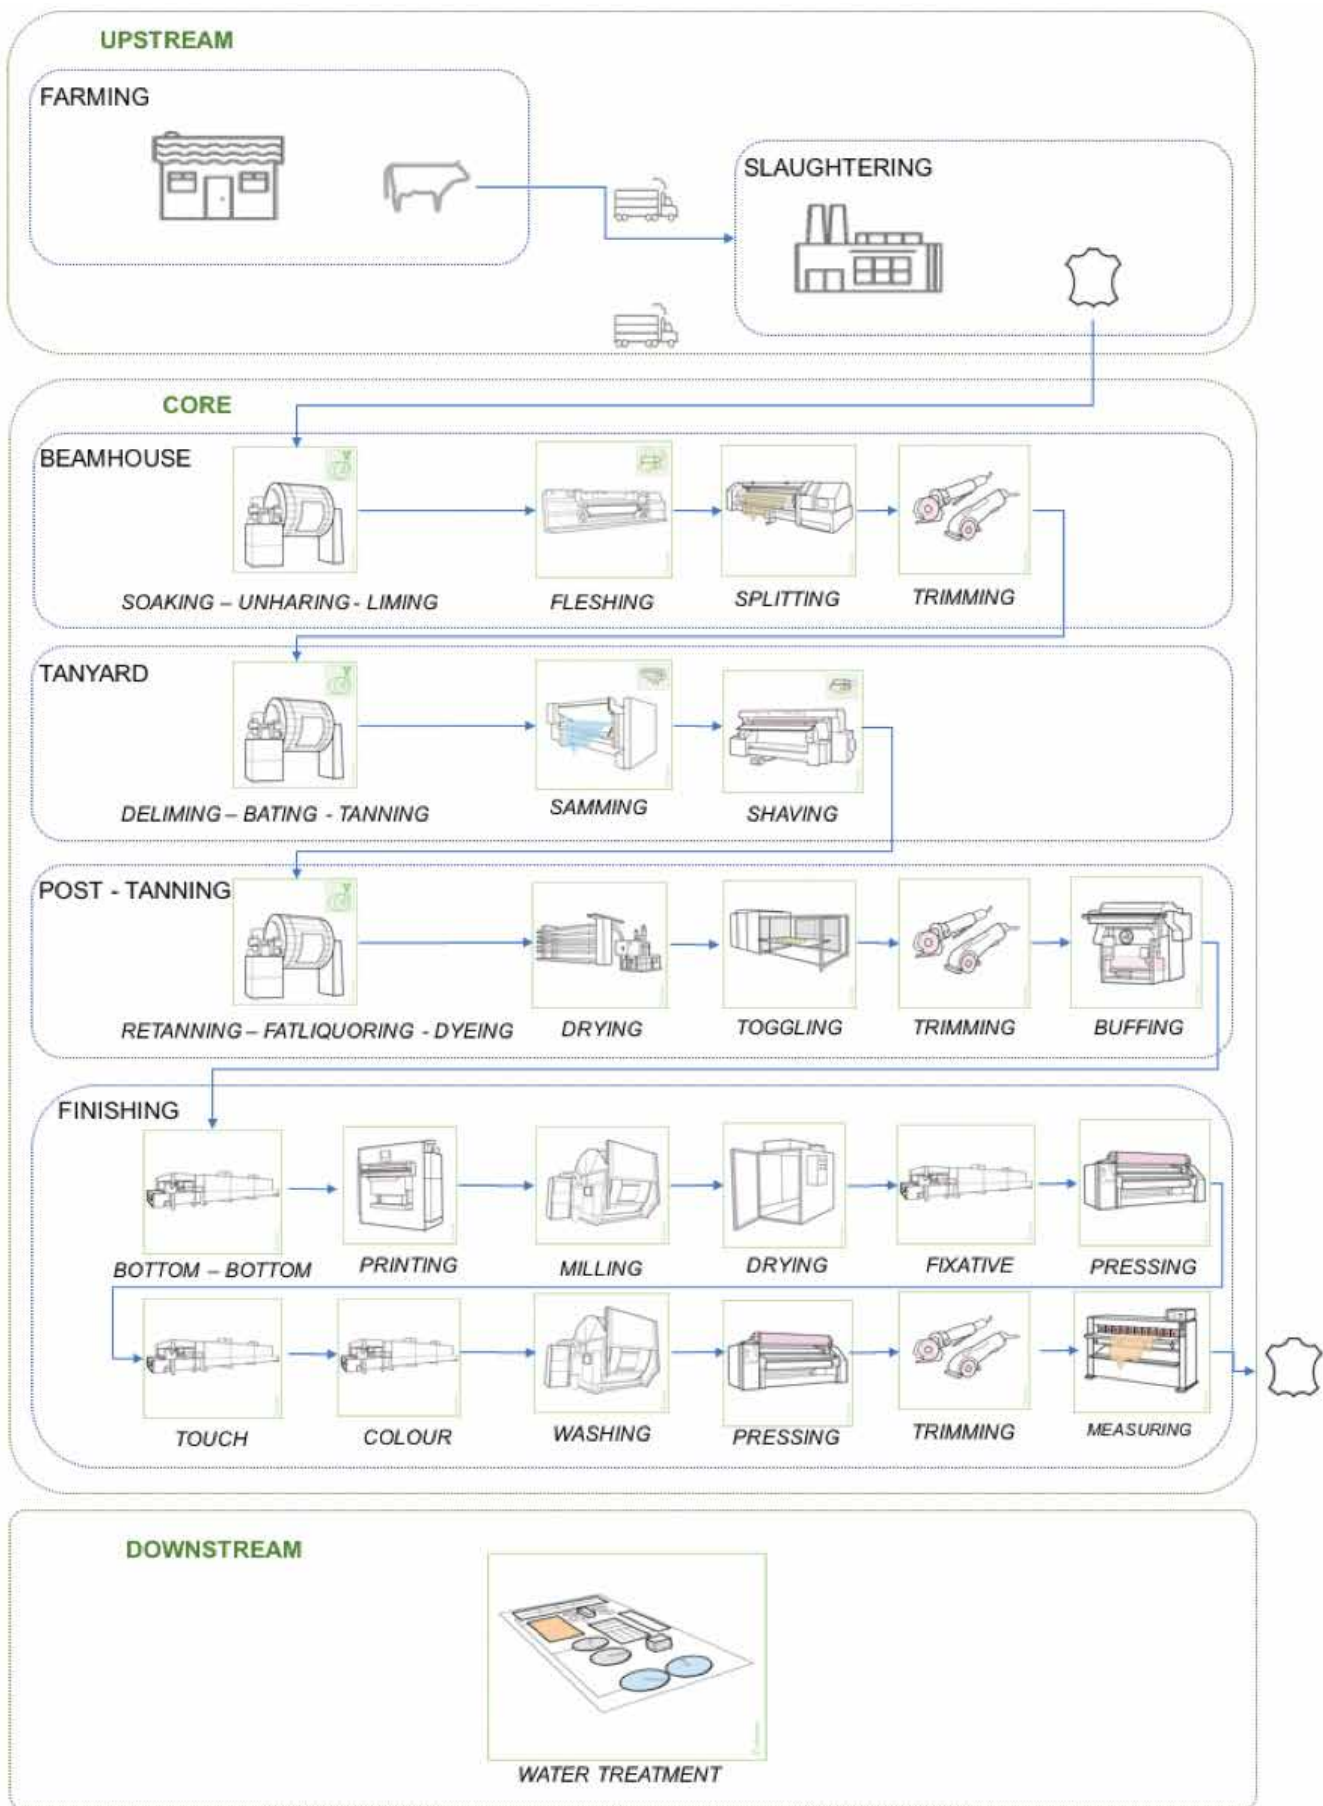 UPSTREAM
FARMING
SLAUGHTERING
CORE
BEAMHOUSE
SOAKING – UNHARING - LIMING
FLESHING
SPLITTING
TRIMMING
TANYARD
DELIMING – BATING - TANNING
SAMMING
SHAVING
POST - TANNING
RETANNING – FATLIQUORING - DYEING
DRYING
TOGGLING
TRIMMING
BUFFING
FINISHING
BOTTOM – BOTTOM
PRINTING
MILLING
DRYING
FIXATIVE
PRESSING
TOUCH
COLOUR
WASHING
PRESSING
TRIMMING
MEASURING
DOWNSTREAM
WATER TREATMENT